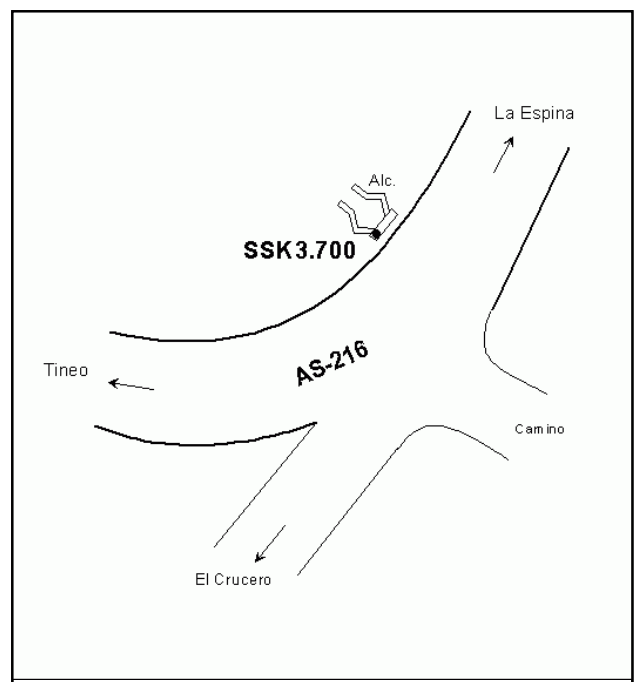 La Espina
Alc.
SSK3.700
AS-216
Tineo
Camino
El Crucero